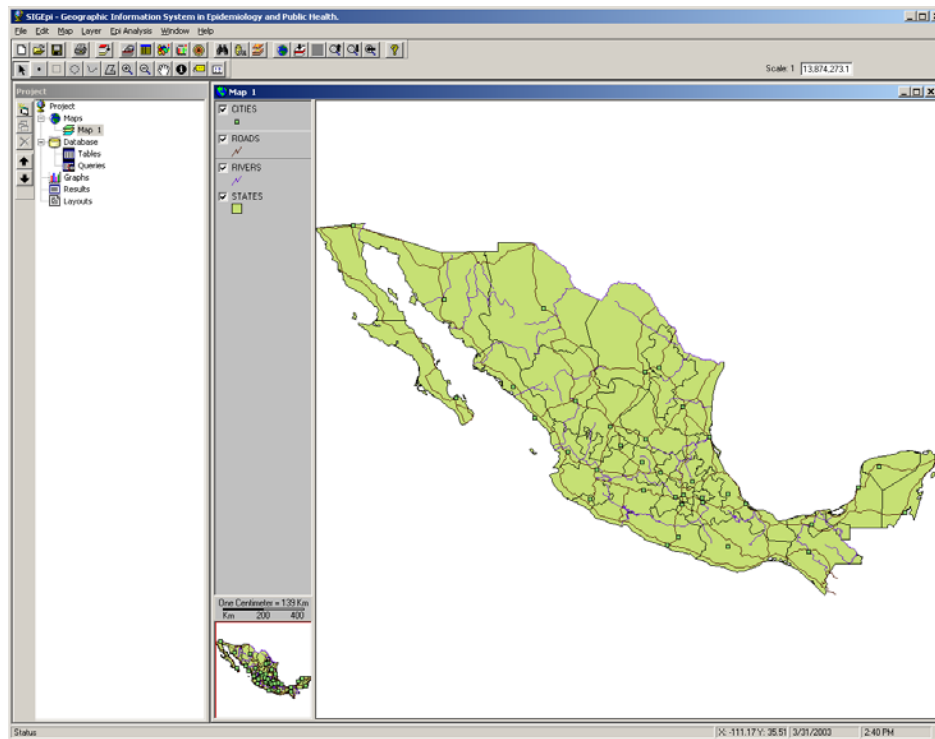 SIGEpi - Geographic Information System in Epidemiology and Public Health.
File Edit Map Layer Epi Analysis Window Help
Scale: 1 13.874.273.1
Project
Project
Maps
Map 1
Database
Tables
Queries
Graphs
Results
Layouts
Map 1
CITIES
ROADS
RIVERS
STATES
One Centimeter = 139 Km
Km 200 400
Status X: -111.17 Y: 35.51 3/31/2003 2:40 PM